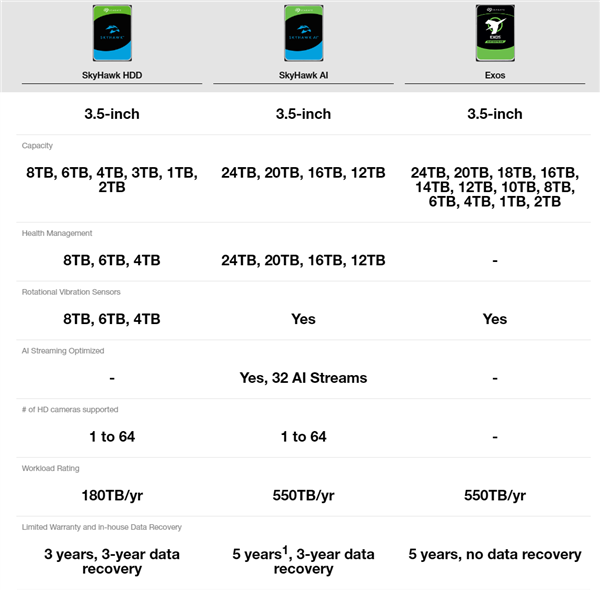 SKYHAWK
SKYHAWK AI
EXOS
SkyHawk HDD
SkyHawk AI
Exos
3.5-inch
3.5-inch
3.5-inch
Capacity
8TB, 6TB, 4TB, 3TB, 1TB,
2TB
24TB, 20TB, 16TB, 12TB
24TB, 20TB, 18TB, 16TB,
14TB, 12TB, 10TB, 8TB,
6TB, 4TB, 1TB, 2TB
Health Management
8TB, 6TB, 4TB
24TB, 20TB, 16TB, 12TB
-
Rotational Vibration Sensors
8TB, 6TB, 4TB
Yes
Yes
AI Streaming Optimized
-
Yes, 32 AI Streams
-
# of HD cameras supported
1 to 64
1 to 64
-
Workload Rating
180TB/yr
550TB/yr
550TB/yr
Limited Warranty and in-house Data Recovery
3 years, 3-year data
recovery
5 years1, 3-year data
recovery
5 years, no data recovery